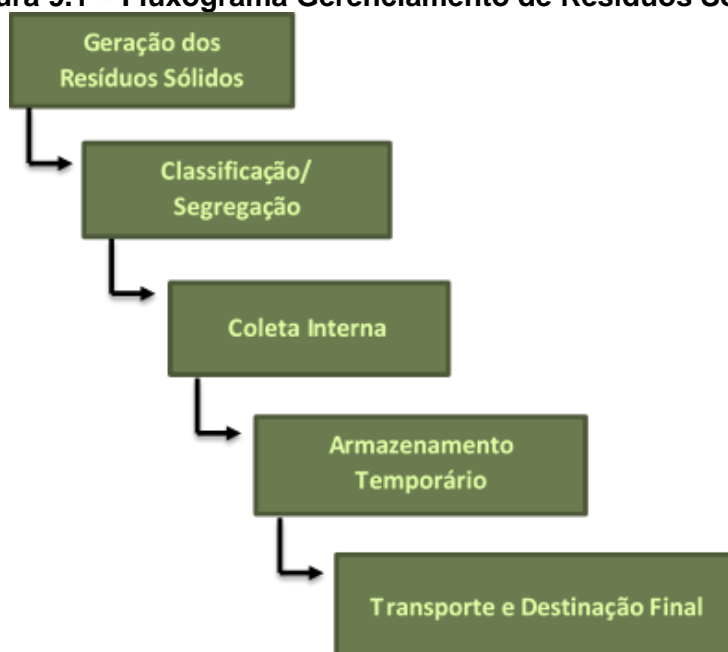 Fluxograma Gerenciamento de Resíduos
Geração dos
Resíduos Sólidos
Classificação/
Segregação
Coleta Interna
Armazenamento
Temporário
Transporte e Destinação Final